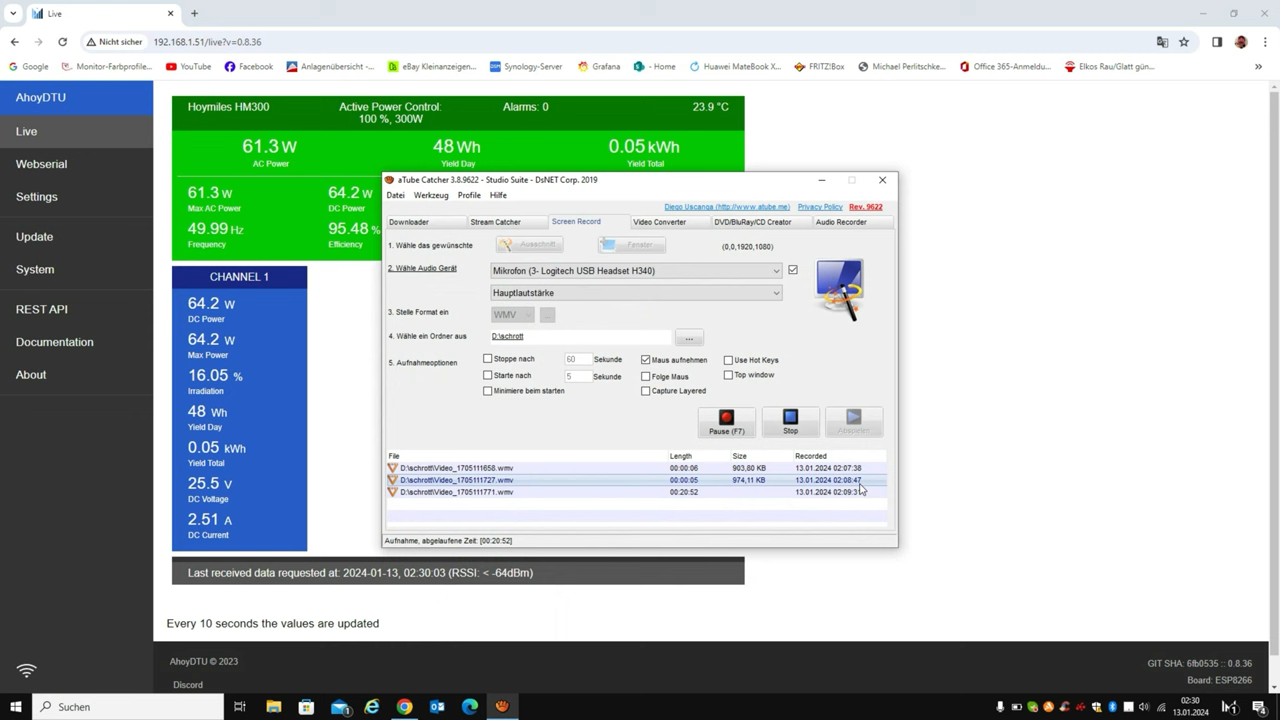 Live
Nicht sicher 192.168.1.51/live?v=0.8.36
Google Monitor-Farbprofile... YouTube Facebook Anlagenübersicht -... eBay Kleinanzeigen... Synology-Server Grafana - Home Huawei MateBook X... FRITZ!Box Michael Perlitschke... Office 365-Anmeldu... Elkos Rau/Glatt gün... »
AhoyDTU
Live
Webserial
Settings
Update
System
REST API
Documentation
About
Hoymiles HM300 Active Power Control: Alarms: 0 23.9 °C
100 %, 300W
61.3 W 48 Wh 0.05 kWh
AC Power Yield Day Yield Total
61.3 W 64.2 W
Max AC Power DC Power
49.99 Hz 95.48 %
Frequency Efficiency
CHANNEL 1
64.2 W
DC Power
64.2 W
Max Power
16.05 %
Irradiation
48 Wh
Yield Day
0.05 kWh
Yield Total
25.5 V
DC Voltage
2.51 A
DC Current
aTube Catcher 3.8.9622 - Studio Suite - DsNET Corp. 2019
Datei Werkzeug Profile Hilfe
Diego Uscanga (http://www.atube.me) Privacy Policy Rev. 9622
Downloader Stream Catcher Screen Record Video Converter DVD/BluRay/CD Creator Audio Recorder
1. Wähle das gewünschte Ausschnitt Fenster (0,0,1920,1080)
2. Wähle Audio Gerät Mikrofon (3- Logitech USB Headset H340)
Hauptlautstärke
3. Stelle Format ein WMV ...
4. Wähle ein Ordner aus D:\schrott ...
5. Aufnahmeoptionen Stoppe nach 60 Sekunde Maus aufnehmen Use Hot Keys
Starte nach 5 Sekunde Folge Maus Top window
Minimiere beim starten Capture Layered
Pause (F7) Stop Abspielen
File Length Size Recorded
D:\schrott\Video_1705111658.wmv 00:00:06 903,80 KB 13.01.2024 02:07:38
D:\schrott\Video_1705111727.wmv 00:00:05 974,11 KB 13.01.2024 02:08:47
D:\schrott\Video_1705111771.wmv 00:20:52 13.01.2024 02:09:3
Aufnahme, abgelaufene Zeit: [00:20:52]
Last received data requested at: 2024-01-13, 02:30:03 (RSSI: < -64dBm)
Every 10 seconds the values are updated
AhoyDTU © 2023
Discord
GIT SHA: 6fb0535 :: 0.8.36
Board: ESP8266
Suchen
02:30
13.01.2024